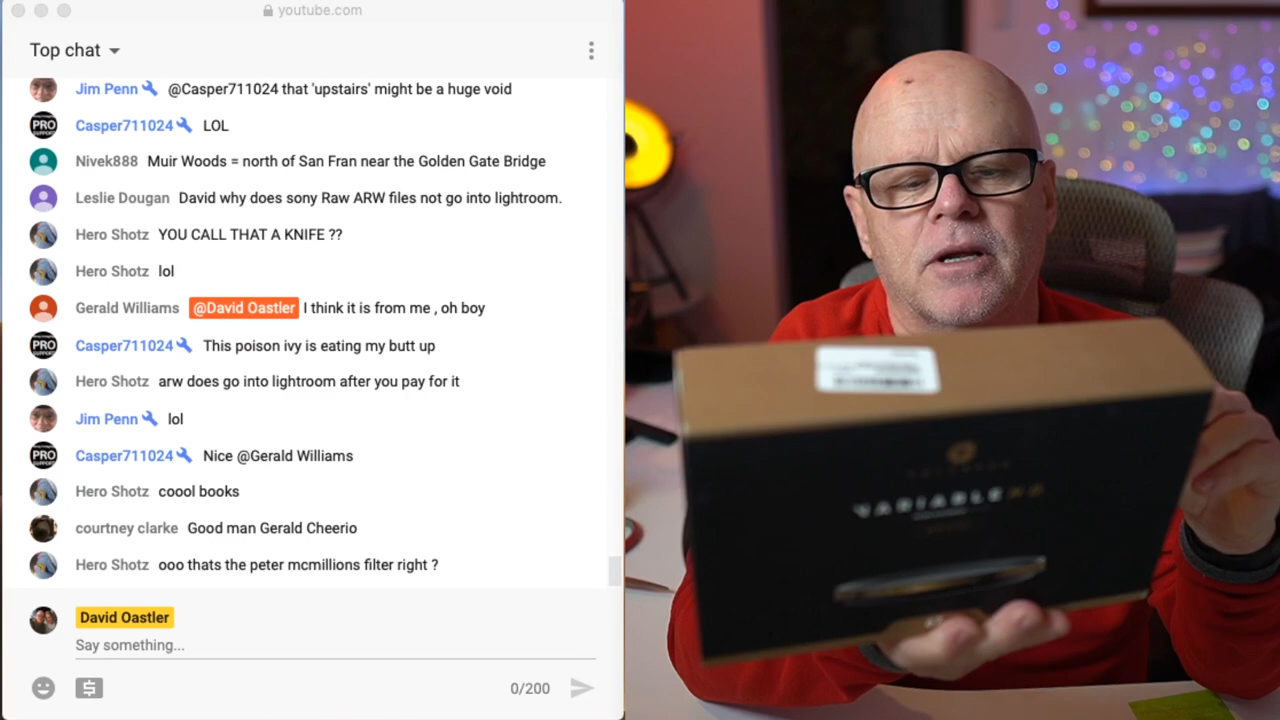 youtube.com
Top chat
Jim Penn @Casper711024 that 'upstairs' might be a huge void
Casper711024 LOL
Nivek888 Muir Woods = north of San Fran near the Golden Gate Bridge
Leslie Dougan David why does sony Raw ARW files not go into lightroom.
Hero Shotz YOU CALL THAT A KNIFE ??
Hero Shotz lol
Gerald Williams @David Oastler I think it is from me , oh boy
Casper711024 This poison ivy is eating my butt up
Hero Shotz arw does go into lightroom after you pay for it
Jim Penn lol
Casper711024 Nice @Gerald Williams
Hero Shotz coool books
courtney clarke Good man Gerald Cheerio
Hero Shotz ooo thats the peter mcmillions filter right ?
David Oastler
Say something...
0/200
PRO
SUPPORT
PRO
SUPPORT
PRO
SUPPORT
VARIABLE